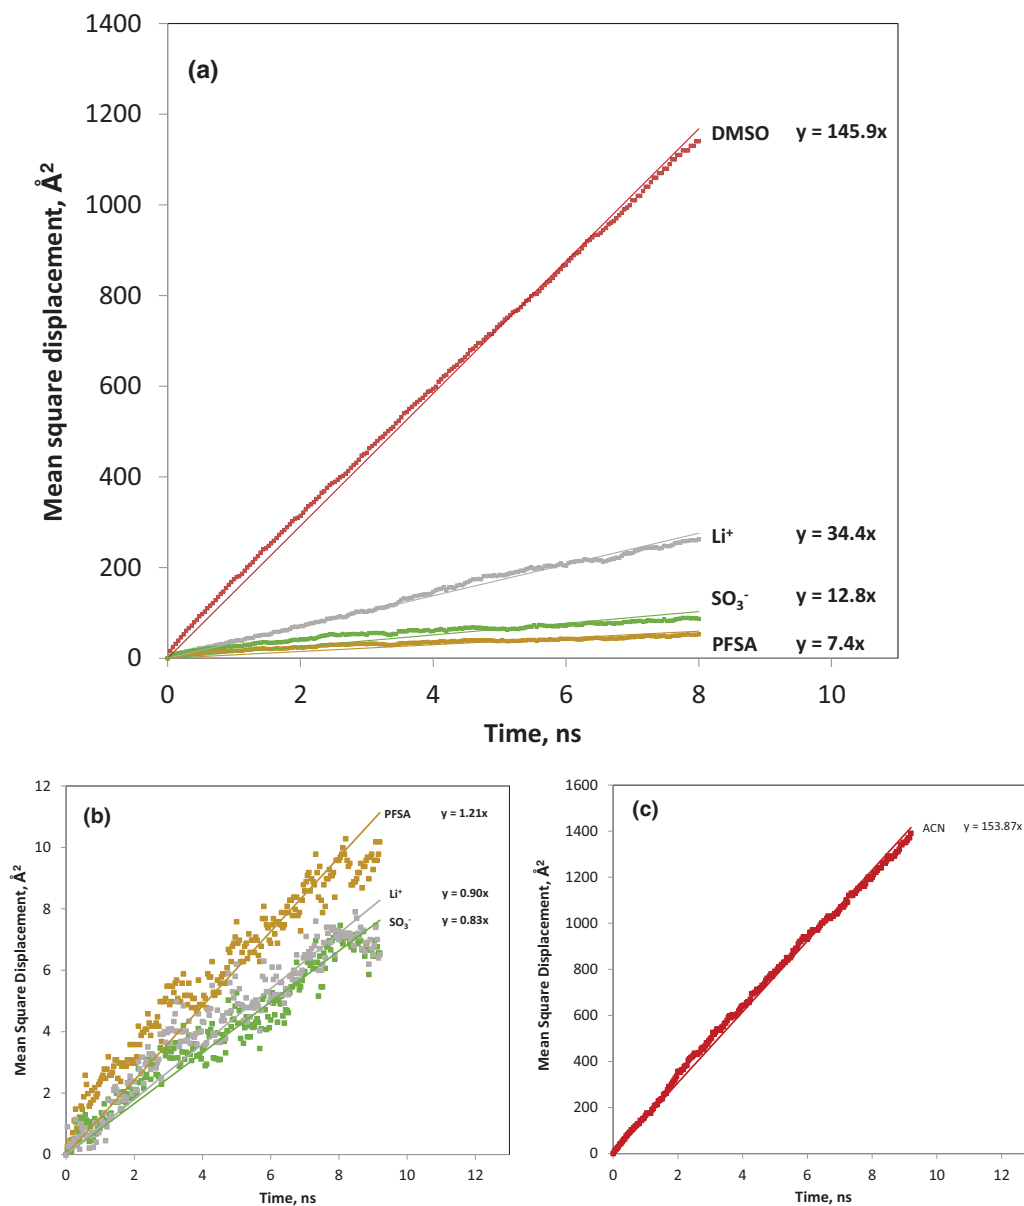 (a)
Mean square displacement, Å²
1400
1200
1000
800
600
400
200
0
DMSO y = 145.9x
Li⁺ y = 34.4x
SO₃⁻ y = 12.8x
PFSA y = 7.4x
0 2 4 6 8 10
Time, ns
(b)
Mean Square Displacement, Å²
12
10
8
6
4
2
0
PFSA y = 1.21x
Li⁺ y = 0.90x
SO₃⁻ y = 0.83x
0 2 4 6 8 10 12
Time, ns
(c)
Mean Square Displacement, Å²
1600
1400
1200
1000
800
600
400
200
0
ACN y = 153.87x
0 2 4 6 8 10 12
Time, ns